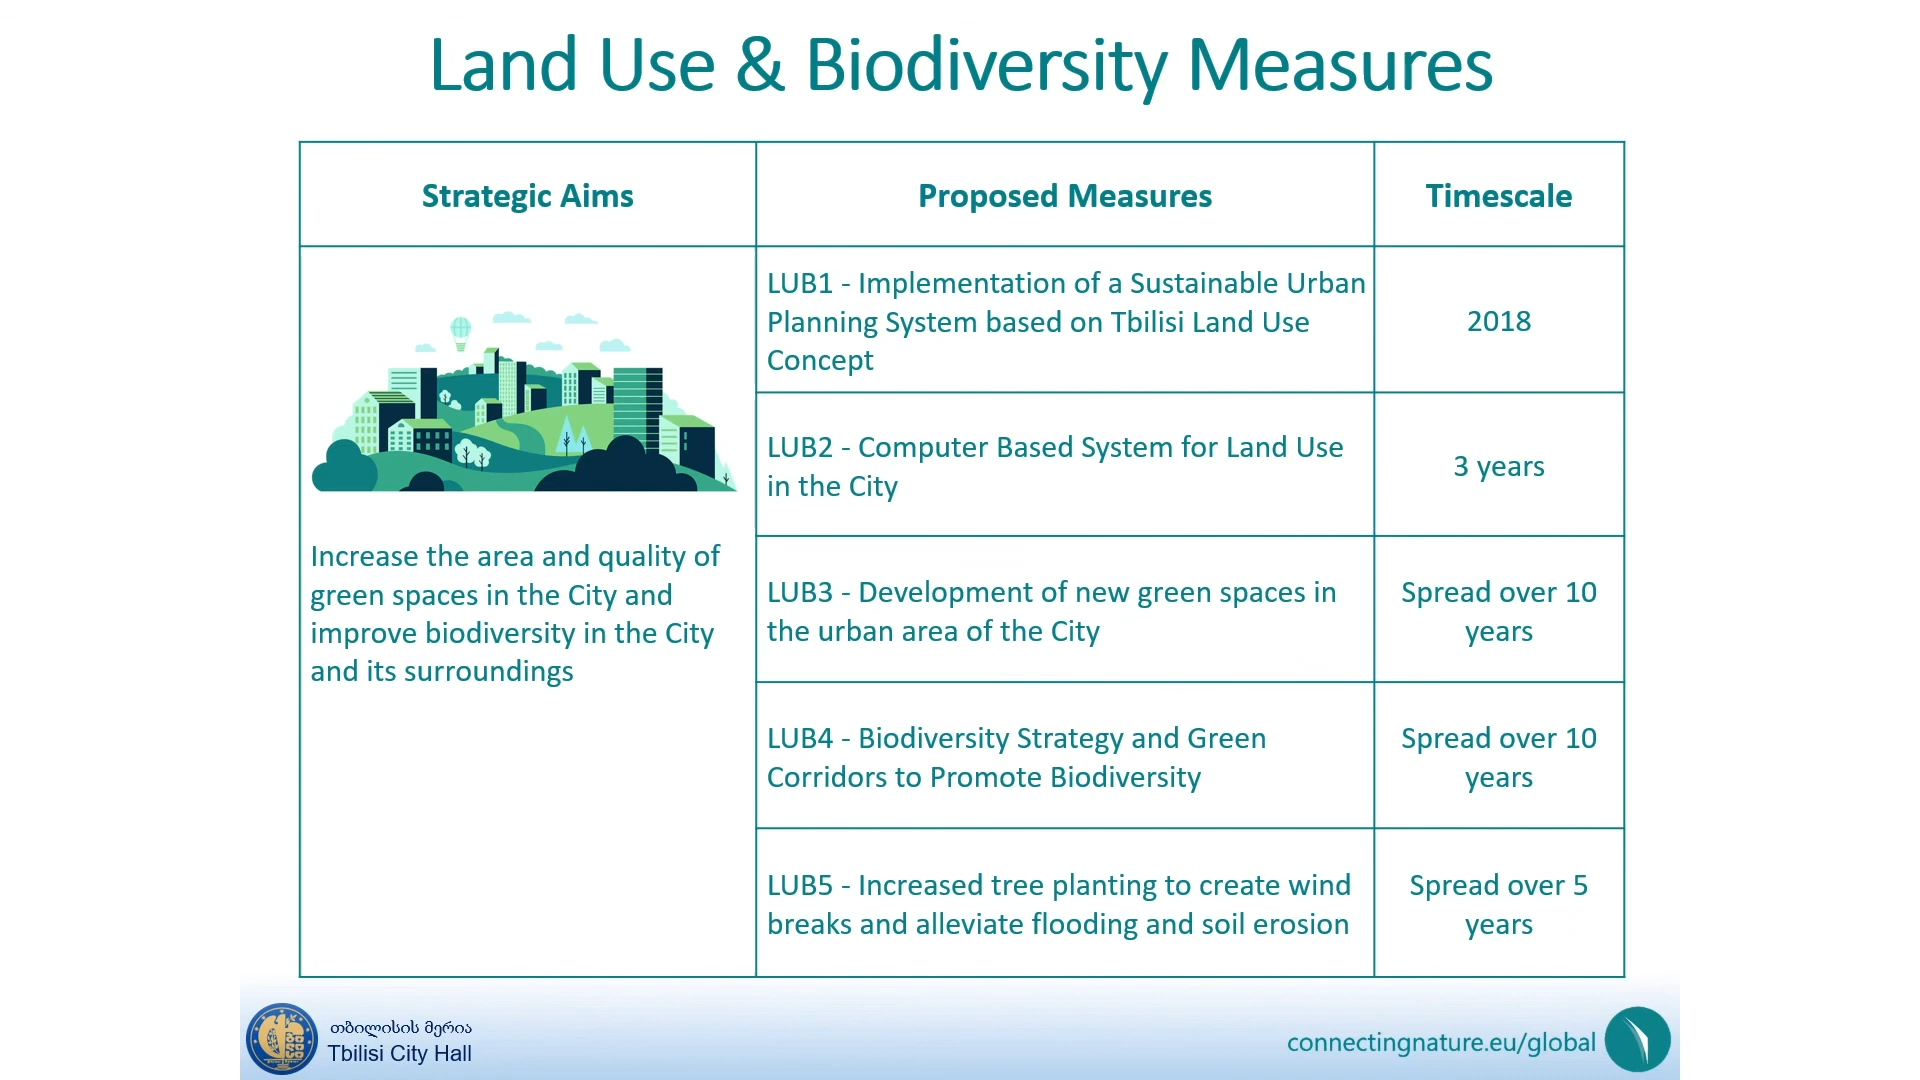 Land Use & Biodiversity Measures
Strategic Aims
Proposed Measures
Timescale
Increase the area and quality of
green spaces in the City and
improve biodiversity in the City
and its surroundings
LUB1 - Implementation of a Sustainable Urban
Planning System based on Tbilisi Land Use
Concept
2018
LUB2 - Computer Based System for Land Use
in the City
3 years
LUB3 - Development of new green spaces in
the urban area of the City
Spread over 10
years
LUB4 - Biodiversity Strategy and Green
Corridors to Promote Biodiversity
Spread over 10
years
LUB5 - Increased tree planting to create wind
breaks and alleviate flooding and soil erosion
Spread over 5
years
თბილისის მერია
Tbilisi City Hall
connectingnature.eu/global